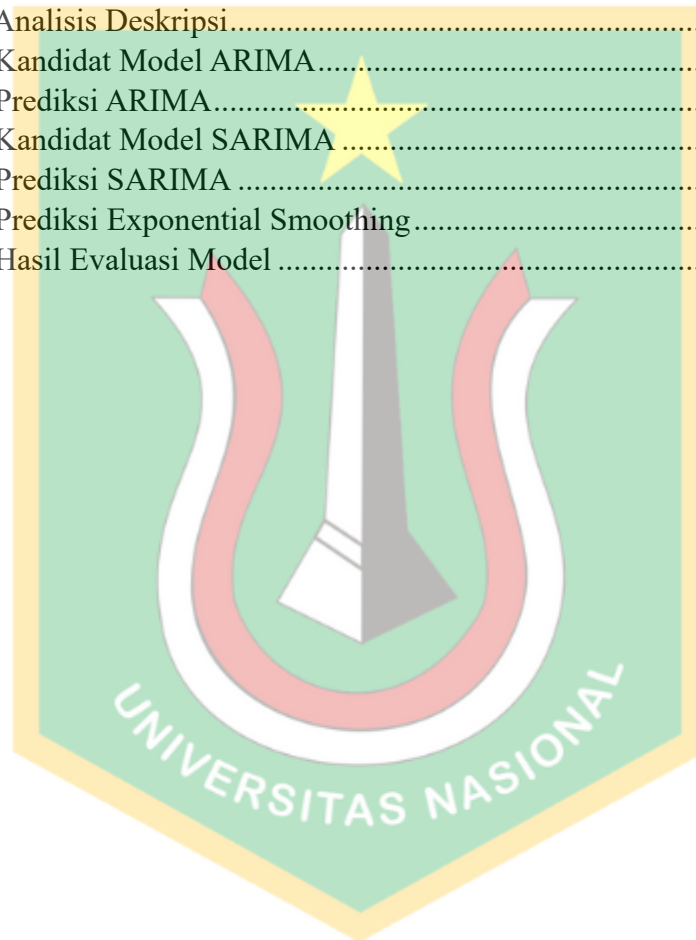 Analisis Deskripsi..........................................................
Kandidat Model ARIMA...............................................
Prediksi ARIMA............................................................
Kandidat Model SARIMA ............................................
Prediksi SARIMA .........................................................
Prediksi Exponential Smoothing...................................
Hasil Evaluasi Model ....................................................
UNIVERSITAS NASIONAL